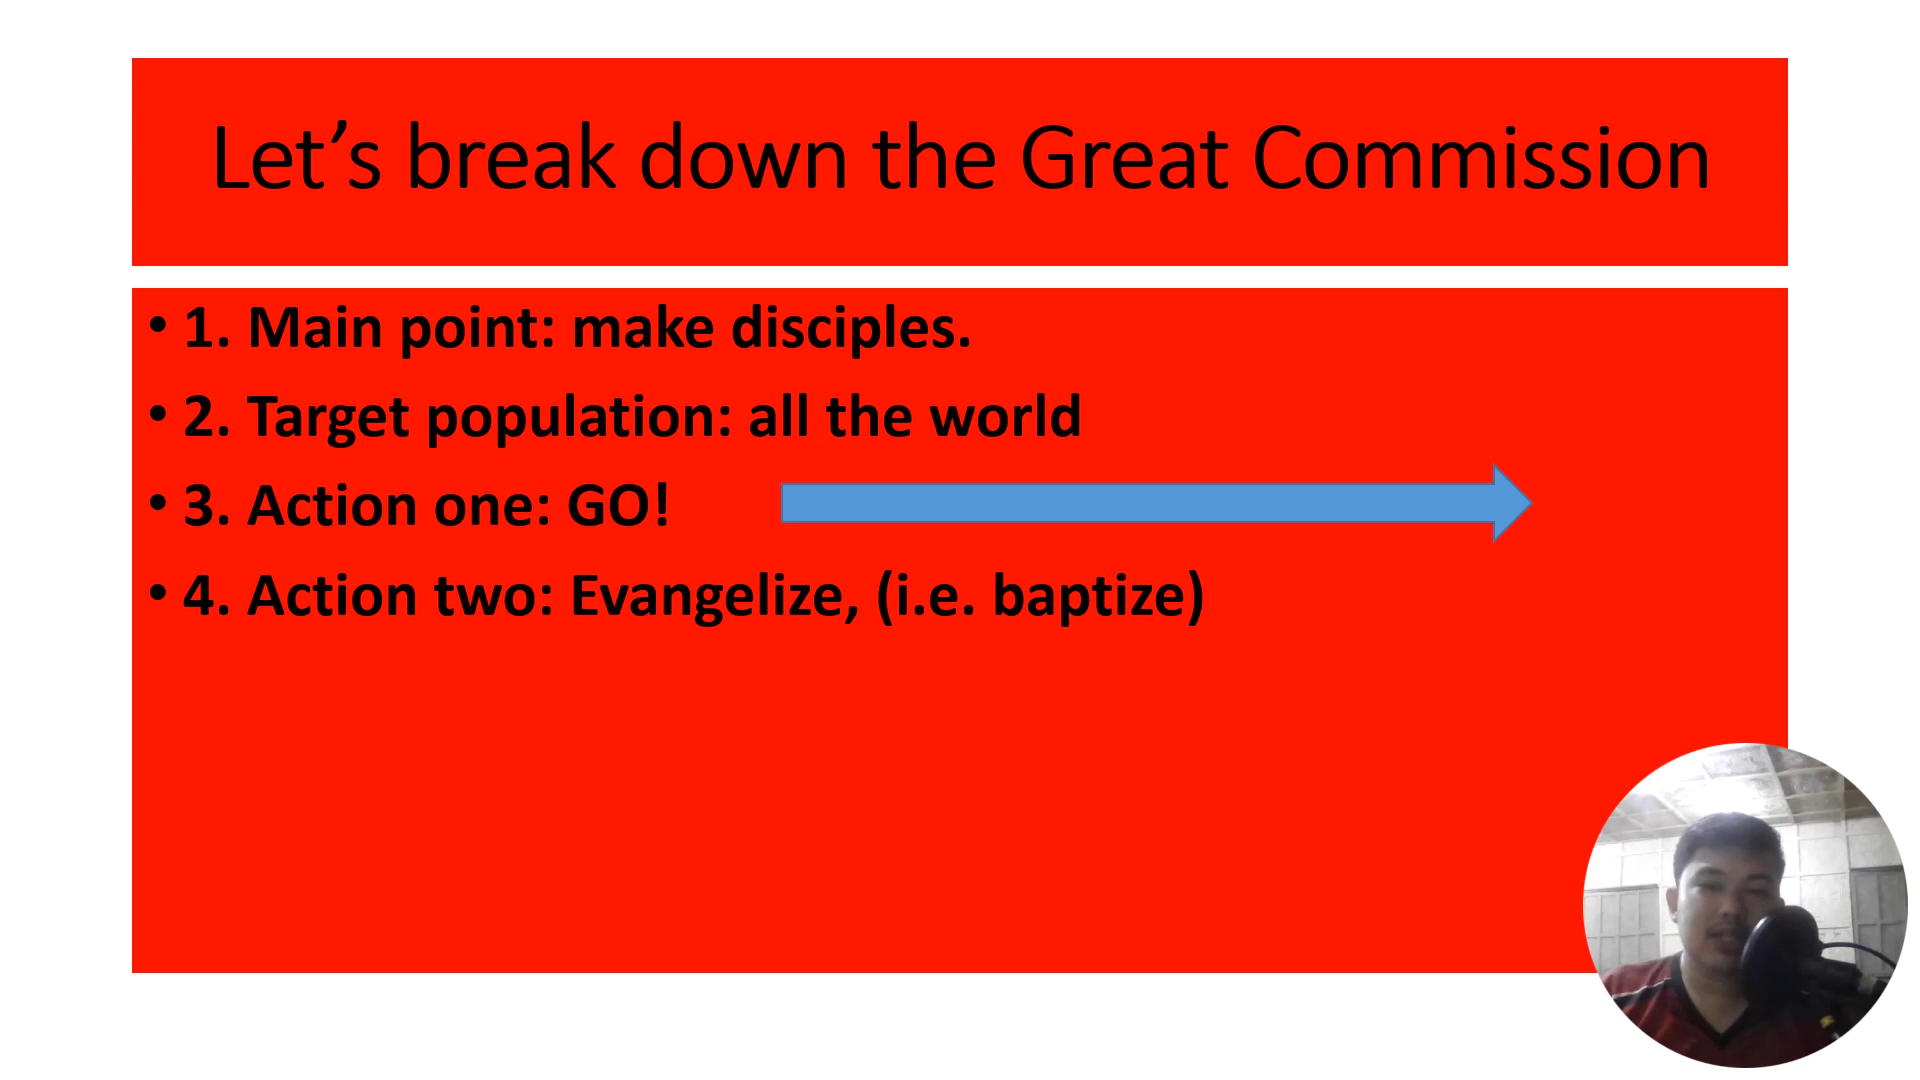 Let’s break down the Great Commission
• 1. Main point: make disciples.
• 2. Target population: all the world
• 3. Action one: GO!
• 4. Action two: Evangelize, (i.e. baptize)